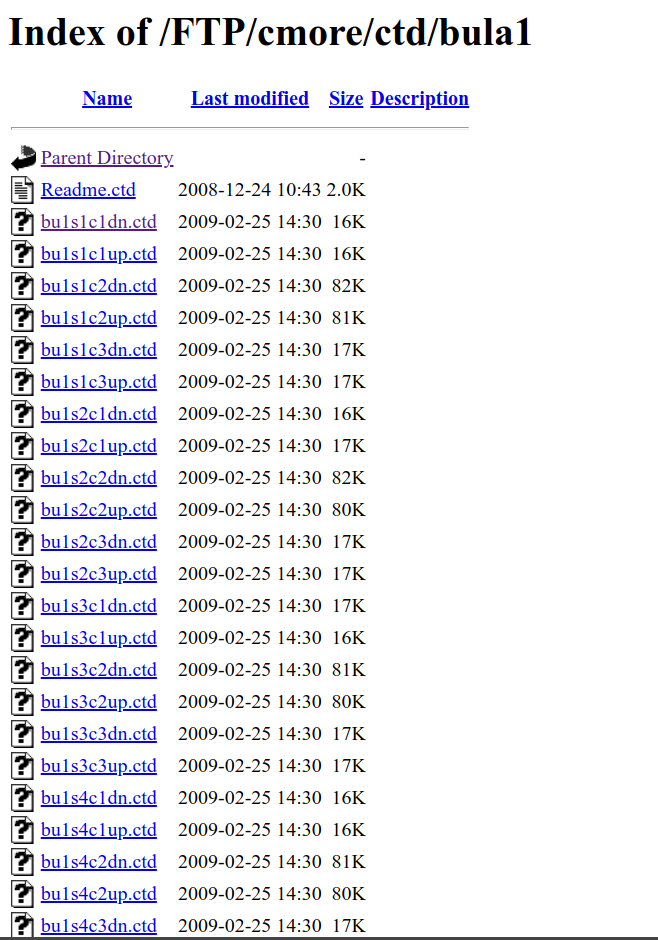 Index of /FTP/cmore/ctd/bula1
Name Last modified Size Description
Parent Directory -
Readme.ctd 2008-12-24 10:43 2.0K
bu1s1c1dn.ctd 2009-02-25 14:30 16K
bu1s1c1up.ctd 2009-02-25 14:30 16K
bu1s1c2dn.ctd 2009-02-25 14:30 82K
bu1s1c2up.ctd 2009-02-25 14:30 81K
bu1s1c3dn.ctd 2009-02-25 14:30 17K
bu1s1c3up.ctd 2009-02-25 14:30 17K
bu1s2c1dn.ctd 2009-02-25 14:30 16K
bu1s2c1up.ctd 2009-02-25 14:30 17K
bu1s2c2dn.ctd 2009-02-25 14:30 82K
bu1s2c2up.ctd 2009-02-25 14:30 80K
bu1s2c3dn.ctd 2009-02-25 14:30 17K
bu1s2c3up.ctd 2009-02-25 14:30 17K
bu1s3c1dn.ctd 2009-02-25 14:30 17K
bu1s3c1up.ctd 2009-02-25 14:30 16K
bu1s3c2dn.ctd 2009-02-25 14:30 81K
bu1s3c2up.ctd 2009-02-25 14:30 80K
bu1s3c3dn.ctd 2009-02-25 14:30 17K
bu1s3c3up.ctd 2009-02-25 14:30 17K
bu1s4c1dn.ctd 2009-02-25 14:30 16K
bu1s4c1up.ctd 2009-02-25 14:30 16K
bu1s4c2dn.ctd 2009-02-25 14:30 81K
bu1s4c2up.ctd 2009-02-25 14:30 80K
bu1s4c3dn.ctd 2009-02-25 14:30 17K